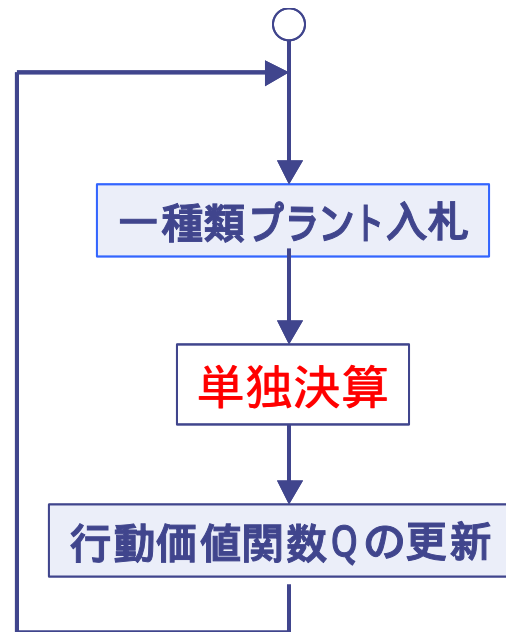 一種類プラント入札
単独決算
行動価値関数Qの更新